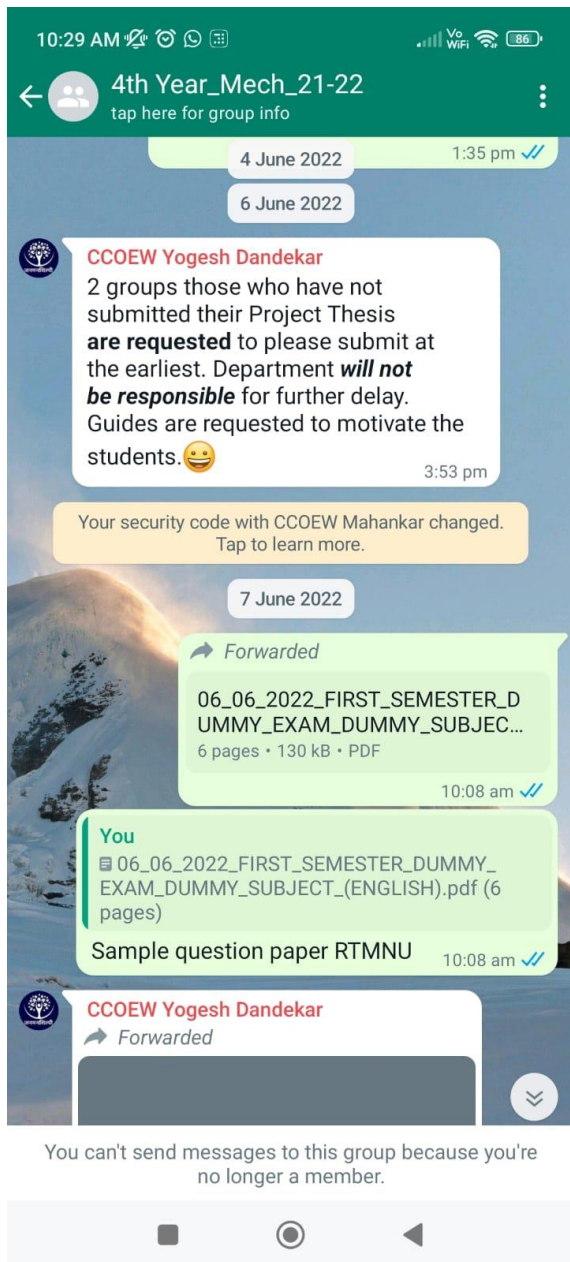 10:29 AM
Vo
WiFi
86
4th Year_Mech_21-22
tap here for group info
1:35 pm
4 June 2022
6 June 2022
CCOEW Yogesh Dandekar
2 groups those who have not
submitted their Project Thesis
are requested to please submit at
the earliest. Department will not
be responsible for further delay.
Guides are requested to motivate the
students.😀
3:53 pm
Your security code with CCOEW Mahankar changed.
Tap to learn more.
7 June 2022
Forwarded
06_06_2022_FIRST_SEMESTER_D
UMMY_EXAM_DUMMY_SUBJEC...
6 pages • 130 kB • PDF
10:08 am
You
06_06_2022_FIRST_SEMESTER_DUMMY_
EXAM_DUMMY_SUBJECT_(ENGLISH).pdf (6
pages)
Sample question paper RTMNU
10:08 am
CCOEW Yogesh Dandekar
Forwarded
You can't send messages to this group because you're
no longer a member.